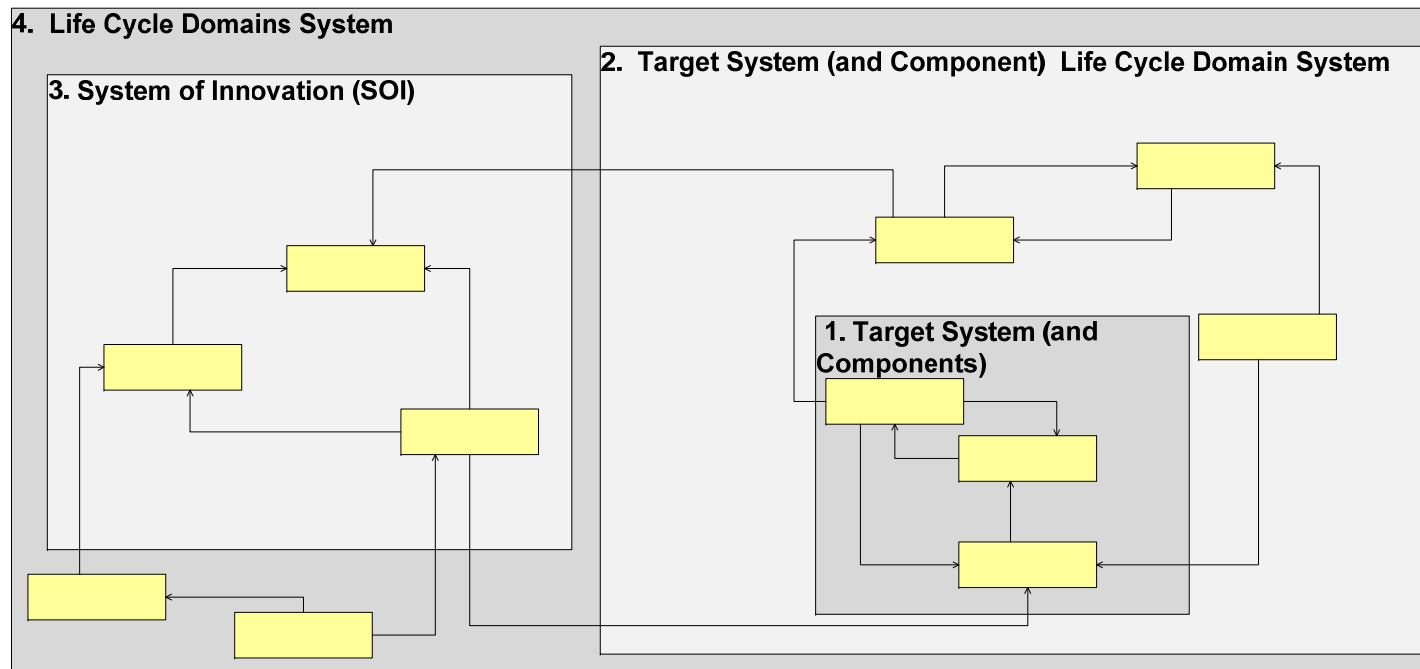 4. Life Cycle Domains System
2. Target System (and Component) Life Cycle Domain System
3. System of Innovation (SOI)
1. Target System (and
Components)